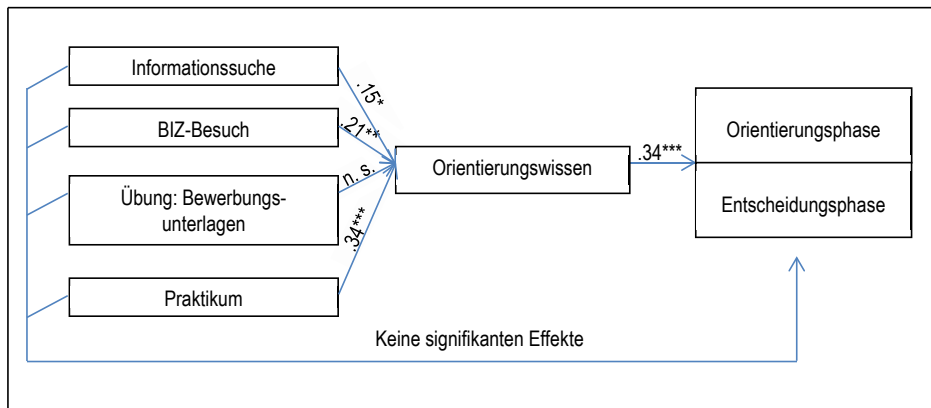 Informationssuche
BIZ-Besuch
Übung: Bewerbungs-
unterlagen
Praktikum
.15*
.21**
n. s.
.34***
Orientierungswissen
.34***
Orientierungsphase
Entscheidungsphase
Keine signifikanten Effekte